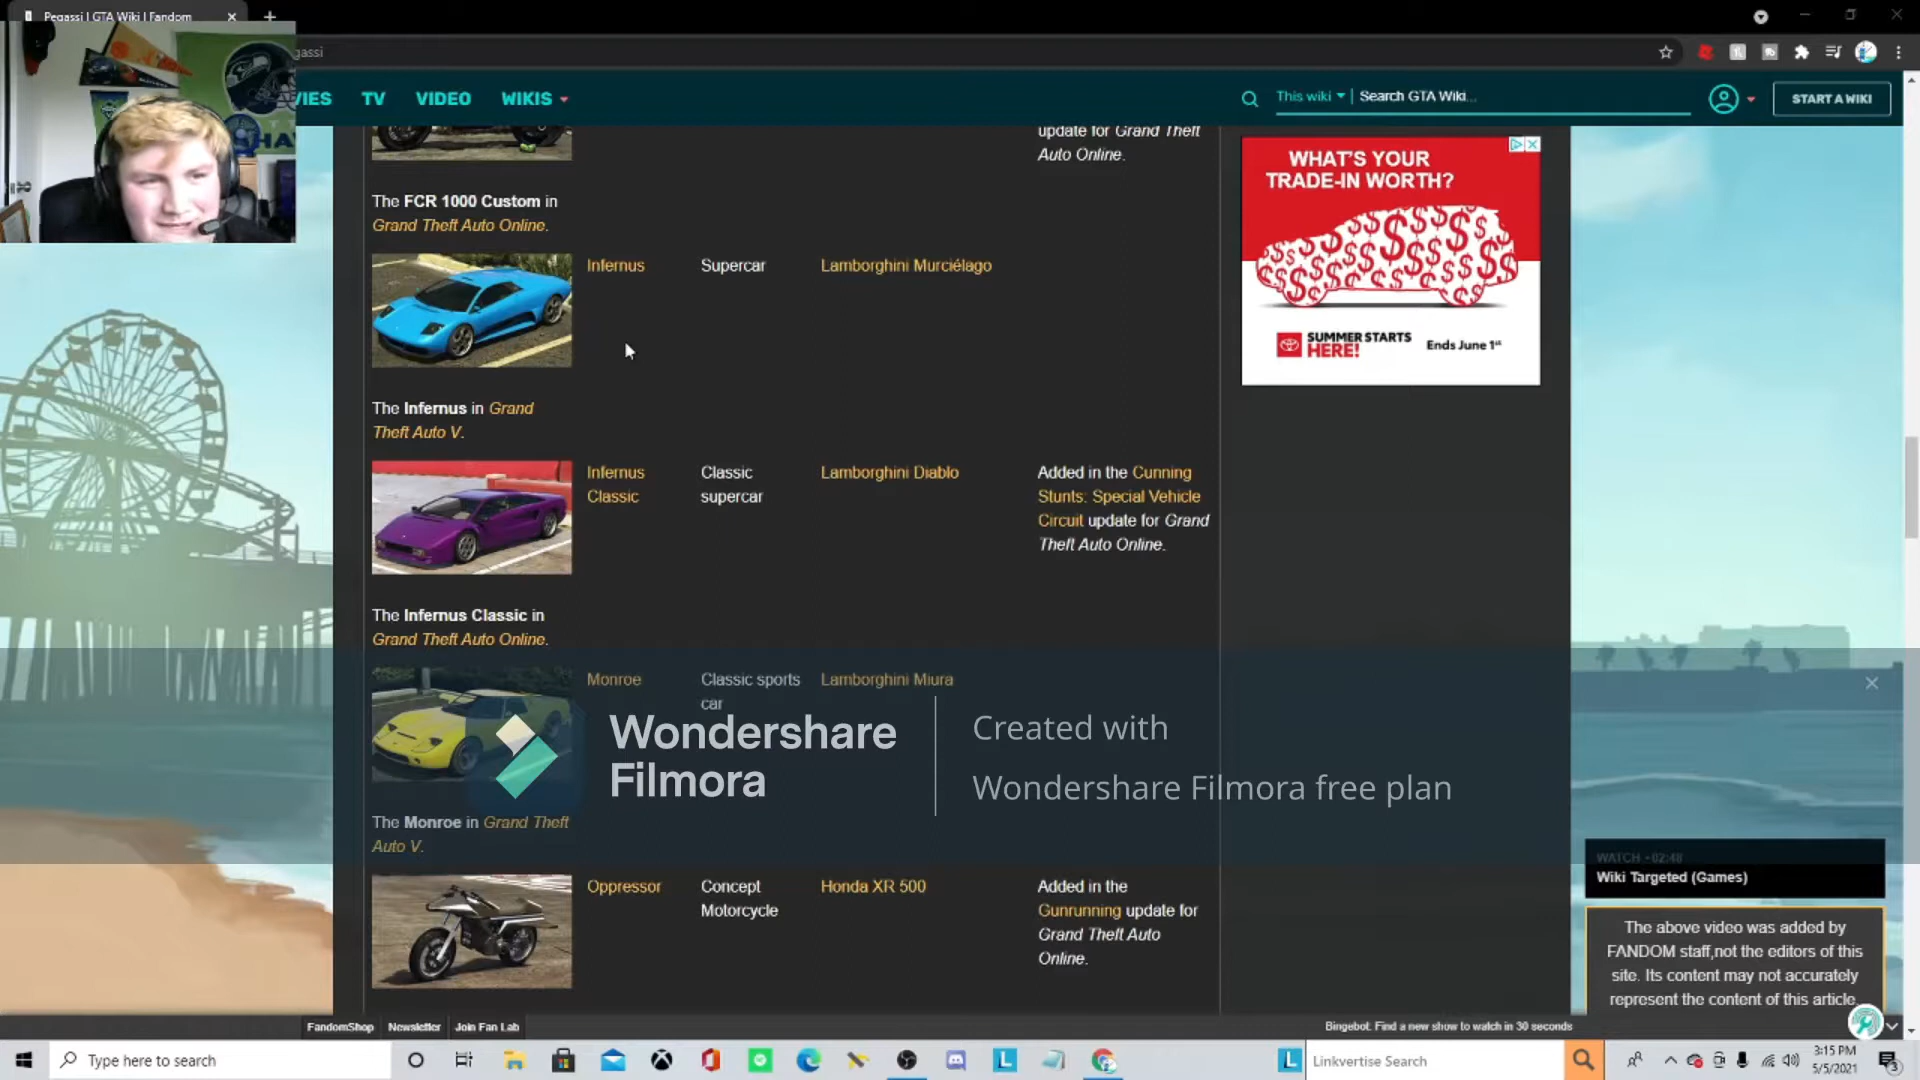 Pegassi | GTA Wiki | Fandom
gassi
VIES TV VIDEO WIKIS
This wiki Search GTA Wiki...
START A WIKI
update for Grand Theft
Auto Online.
The FCR 1000 Custom in
Grand Theft Auto Online.
Infernus Supercar Lamborghini Murciélago
The Infernus in Grand
Theft Auto V.
Infernus Classic Lamborghini Diablo Added in the Cunning
Classic supercar Stunts: Special Vehicle
Circuit update for Grand
Theft Auto Online.
The Infernus Classic in
Grand Theft Auto Online.
Monroe Classic sports Lamborghini Miura
car
The Monroe in Grand Theft
Auto V.
Oppressor Concept Honda XR 500 Added in the
Motorcycle Gunrunning update for
Grand Theft Auto
Online.
WHAT'S YOUR
TRADE-IN WORTH?
SUMMER STARTS
HERE!
Ends June 1st
Wondershare
Filmora
Created with
Wondershare Filmora free plan
WATCH • 02:48
Wiki Targeted (Games)
The above video was added by
FANDOM staff,not the editors of this
site. Its content may not accurately
represent the content of this article.
FandomShop Newsletter Join Fan Lab
Bingebot. Find a new show to watch in 30 seconds
Type here to search
Linkvertise Search
3:15 PM
5/5/2021